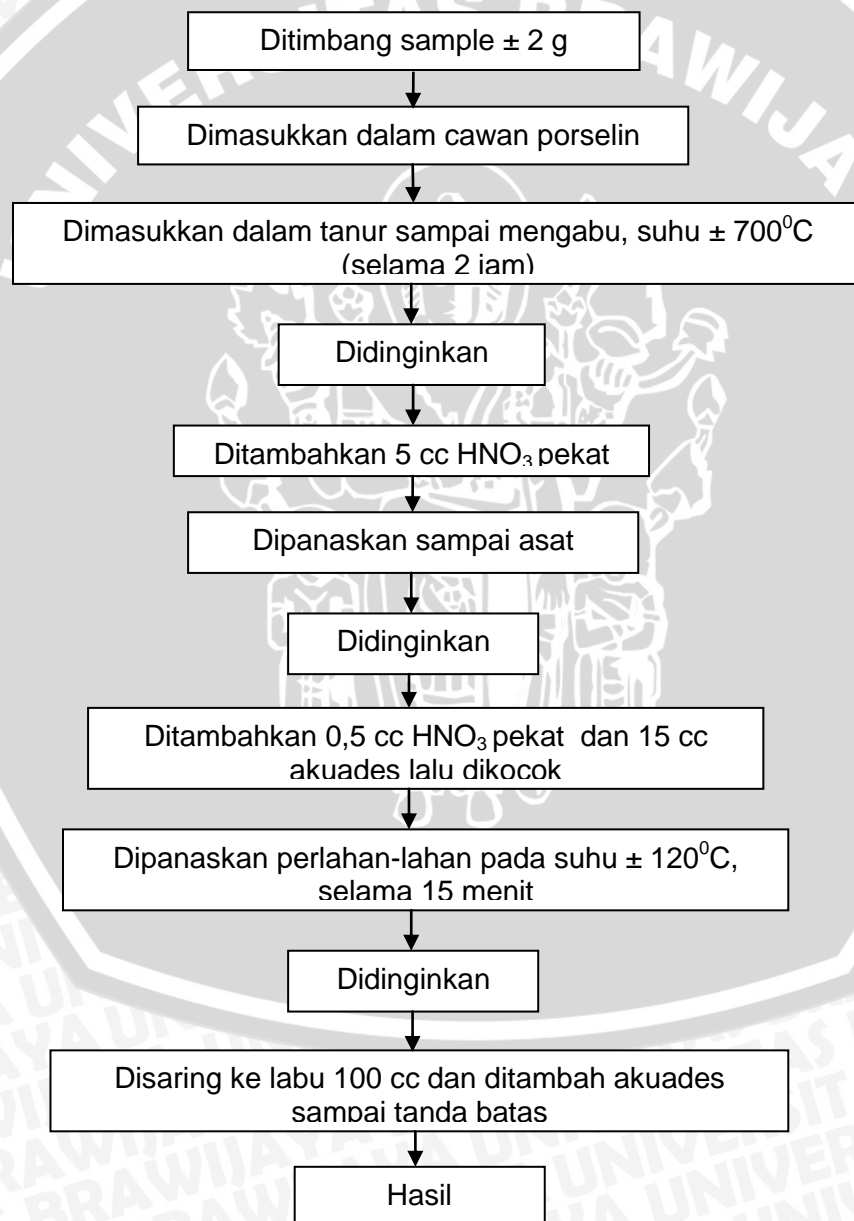 Ditimbang sample ± 2 g
Dimasukkan dalam cawan porselin
Dimasukkan dalam tanur sampai mengabu, suhu ± 700⁰C
(selama 2 jam)
Didinginkan
Ditambahkan 5 cc HNO₃ pekat
Dipanaskan sampai asat
Didinginkan
Ditambahkan 0,5 cc HNO₃ pekat dan 15 cc
akuades lalu dikocok
Dipanaskan perlahan-lahan pada suhu ± 120⁰C,
selama 15 menit
Didinginkan
Disaring ke labu 100 cc dan ditambah akuades
sampai tanda batas
Hasil